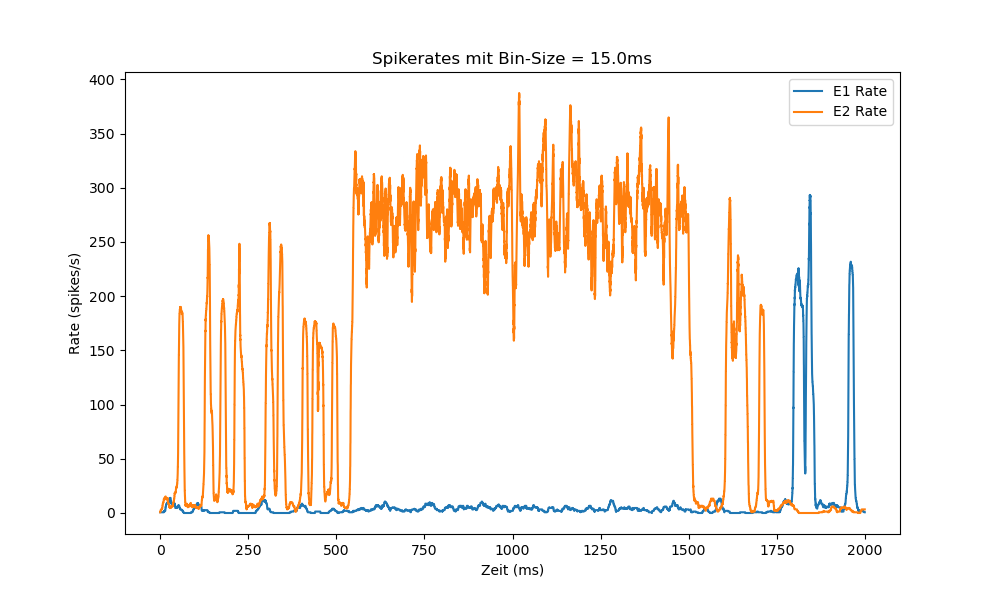 Spikerates mit Bin-Size = 15.0ms
E1 Rate
E2 Rate
Rate (spikes/s)
400
350
300
250
200
150
100
50
0
0 250 500 750 1000 1250 1500 1750 2000
Zeit (ms)